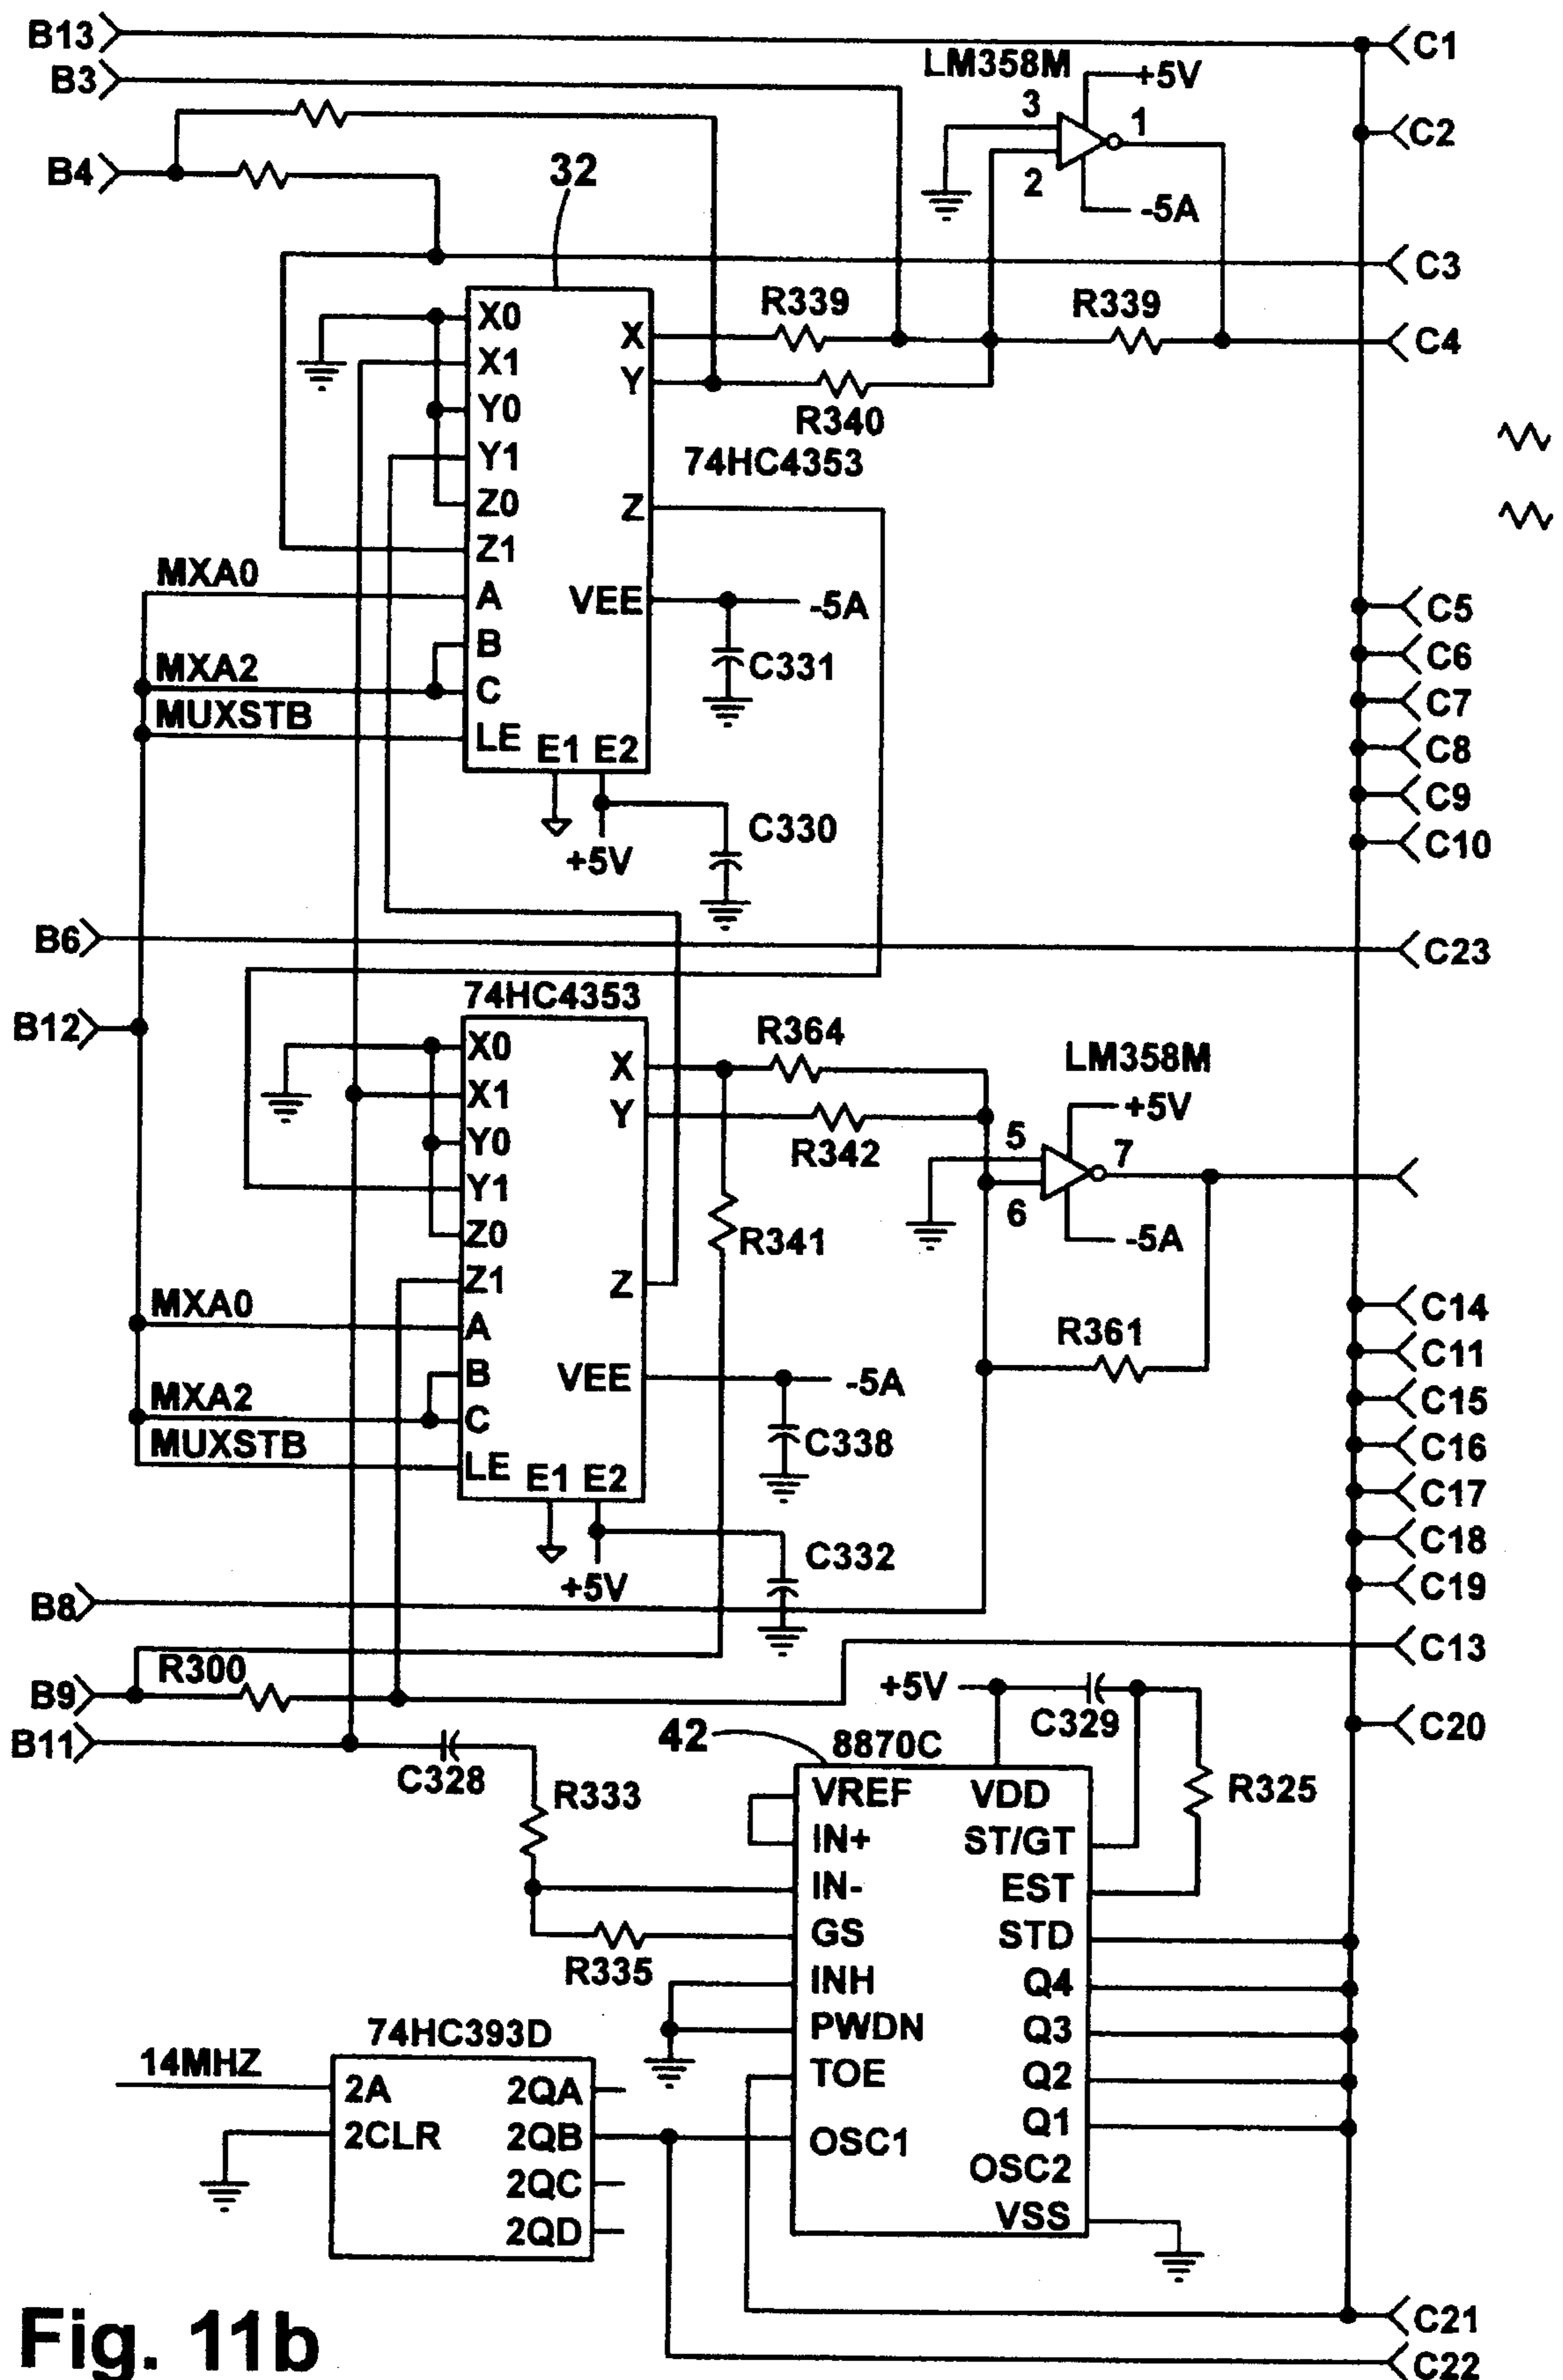 B13
C1
LM358M
+5V
B3
3
1
C2
B4
32
2
-5A
C3
X0
R339
R339
X
C4
X1
Y
Y0
R340
Y1
74HC4353
Z0
Z
Z1
MXA0
A
VEE
-5A
C5
B
C6
MXA2
C331
C
C7
MUXSTB
LE
E1
E2
C8
C9
C330
C10
+5V
B6
C23
74HC4353
B12
R364
X0
X
LM358M
X1
+5V
Y
Y0
R342
5
7
Y1
6
Z0
R341
-5A
Z1
Z
MXA0
C14
A
R361
C11
B
VEE
-5A
C15
MXA2
C
C338
C16
MUXSTB
LE
E1
E2
C17
C18
C332
+5V
C19
B8
C13
R300
B9
+5V
C329
C20
B11
42
8870C
C328
R333
VREF
VDD
R325
IN+
ST/GT
IN-
EST
GS
STD
R335
INH
Q4
PWDN
Q3
74HC393D
14MHZ
TOE
Q2
2A
2QA
Q1
2CLR
2QB
OSC1
OSC2
2QC
VSS
2QD
C21
Fig. 11b
C22